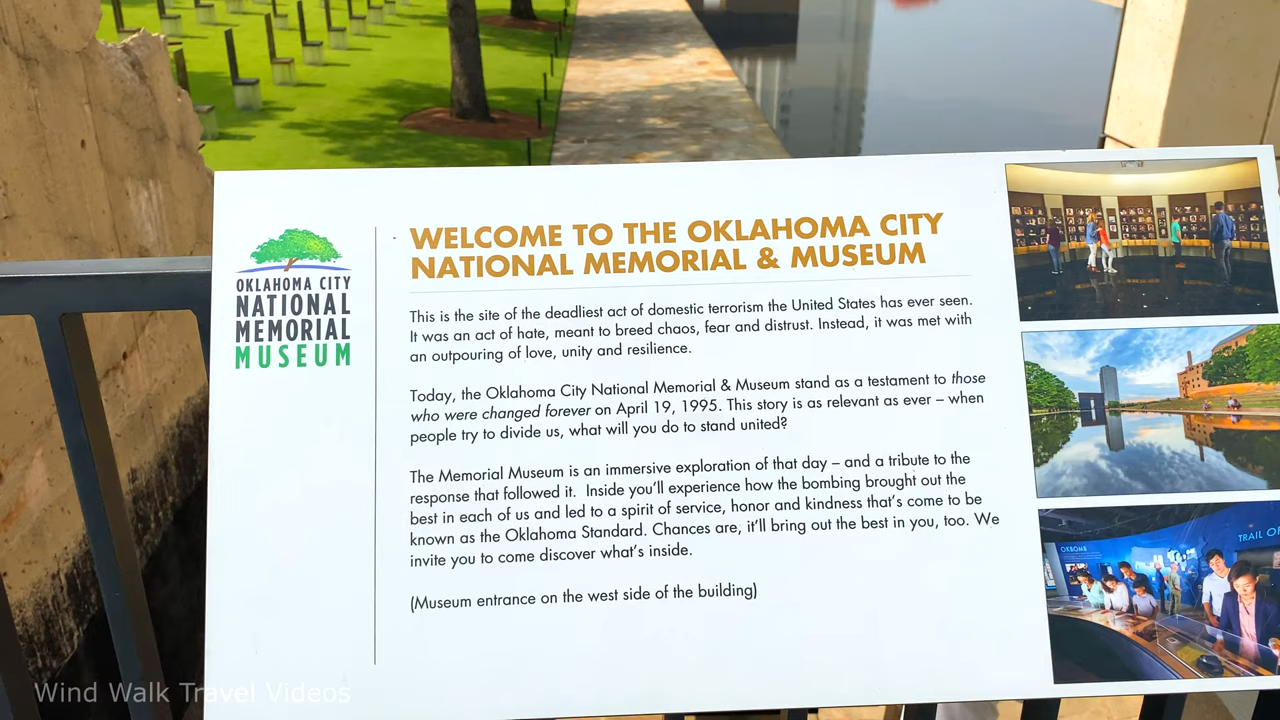 OKLAHOMA CITY
NATIONAL
MEMORIAL
MUSEUM
WELCOME TO THE OKLAHOMA CITY
NATIONAL MEMORIAL & MUSEUM
This is the site of the deadliest act of domestic terrorism the United States has ever seen.
It was an act of hate, meant to breed chaos, fear and distrust. Instead, it was met with
an outpouring of love, unity and resilience.
Today, the Oklahoma City National Memorial & Museum stand as a testament to those
who were changed forever on April 19, 1995. This story is as relevant as ever – when
people try to divide us, what will you do to stand united?
The Memorial Museum is an immersive exploration of that day – and a tribute to the
response that followed it. Inside you'll experience how the bombing brought out the
best in each of us and led to a spirit of service, honor and kindness that's come to be
known as the Oklahoma Standard. Chances are, it'll bring out the best in you, too. We
invite you to come discover what's inside.
(Museum entrance on the west side of the building)
OKBOMB
TRAIL OF
Wind Walk Travel Videos